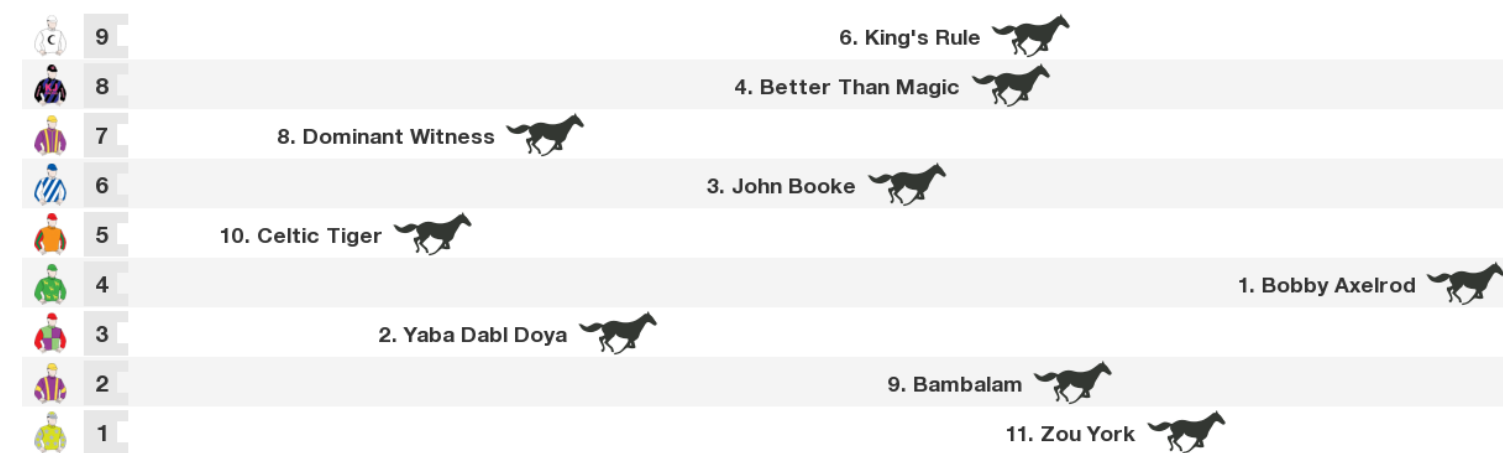 9 6. King's Rule
8 4. Better Than Magic
7 8. Dominant Witness
6 3. John Booke
5 10. Celtic Tiger
4 1. Bobby Axelrod
3 2. Yaba Dabl Doya
2 9. Bambalam
1 11. Zou York